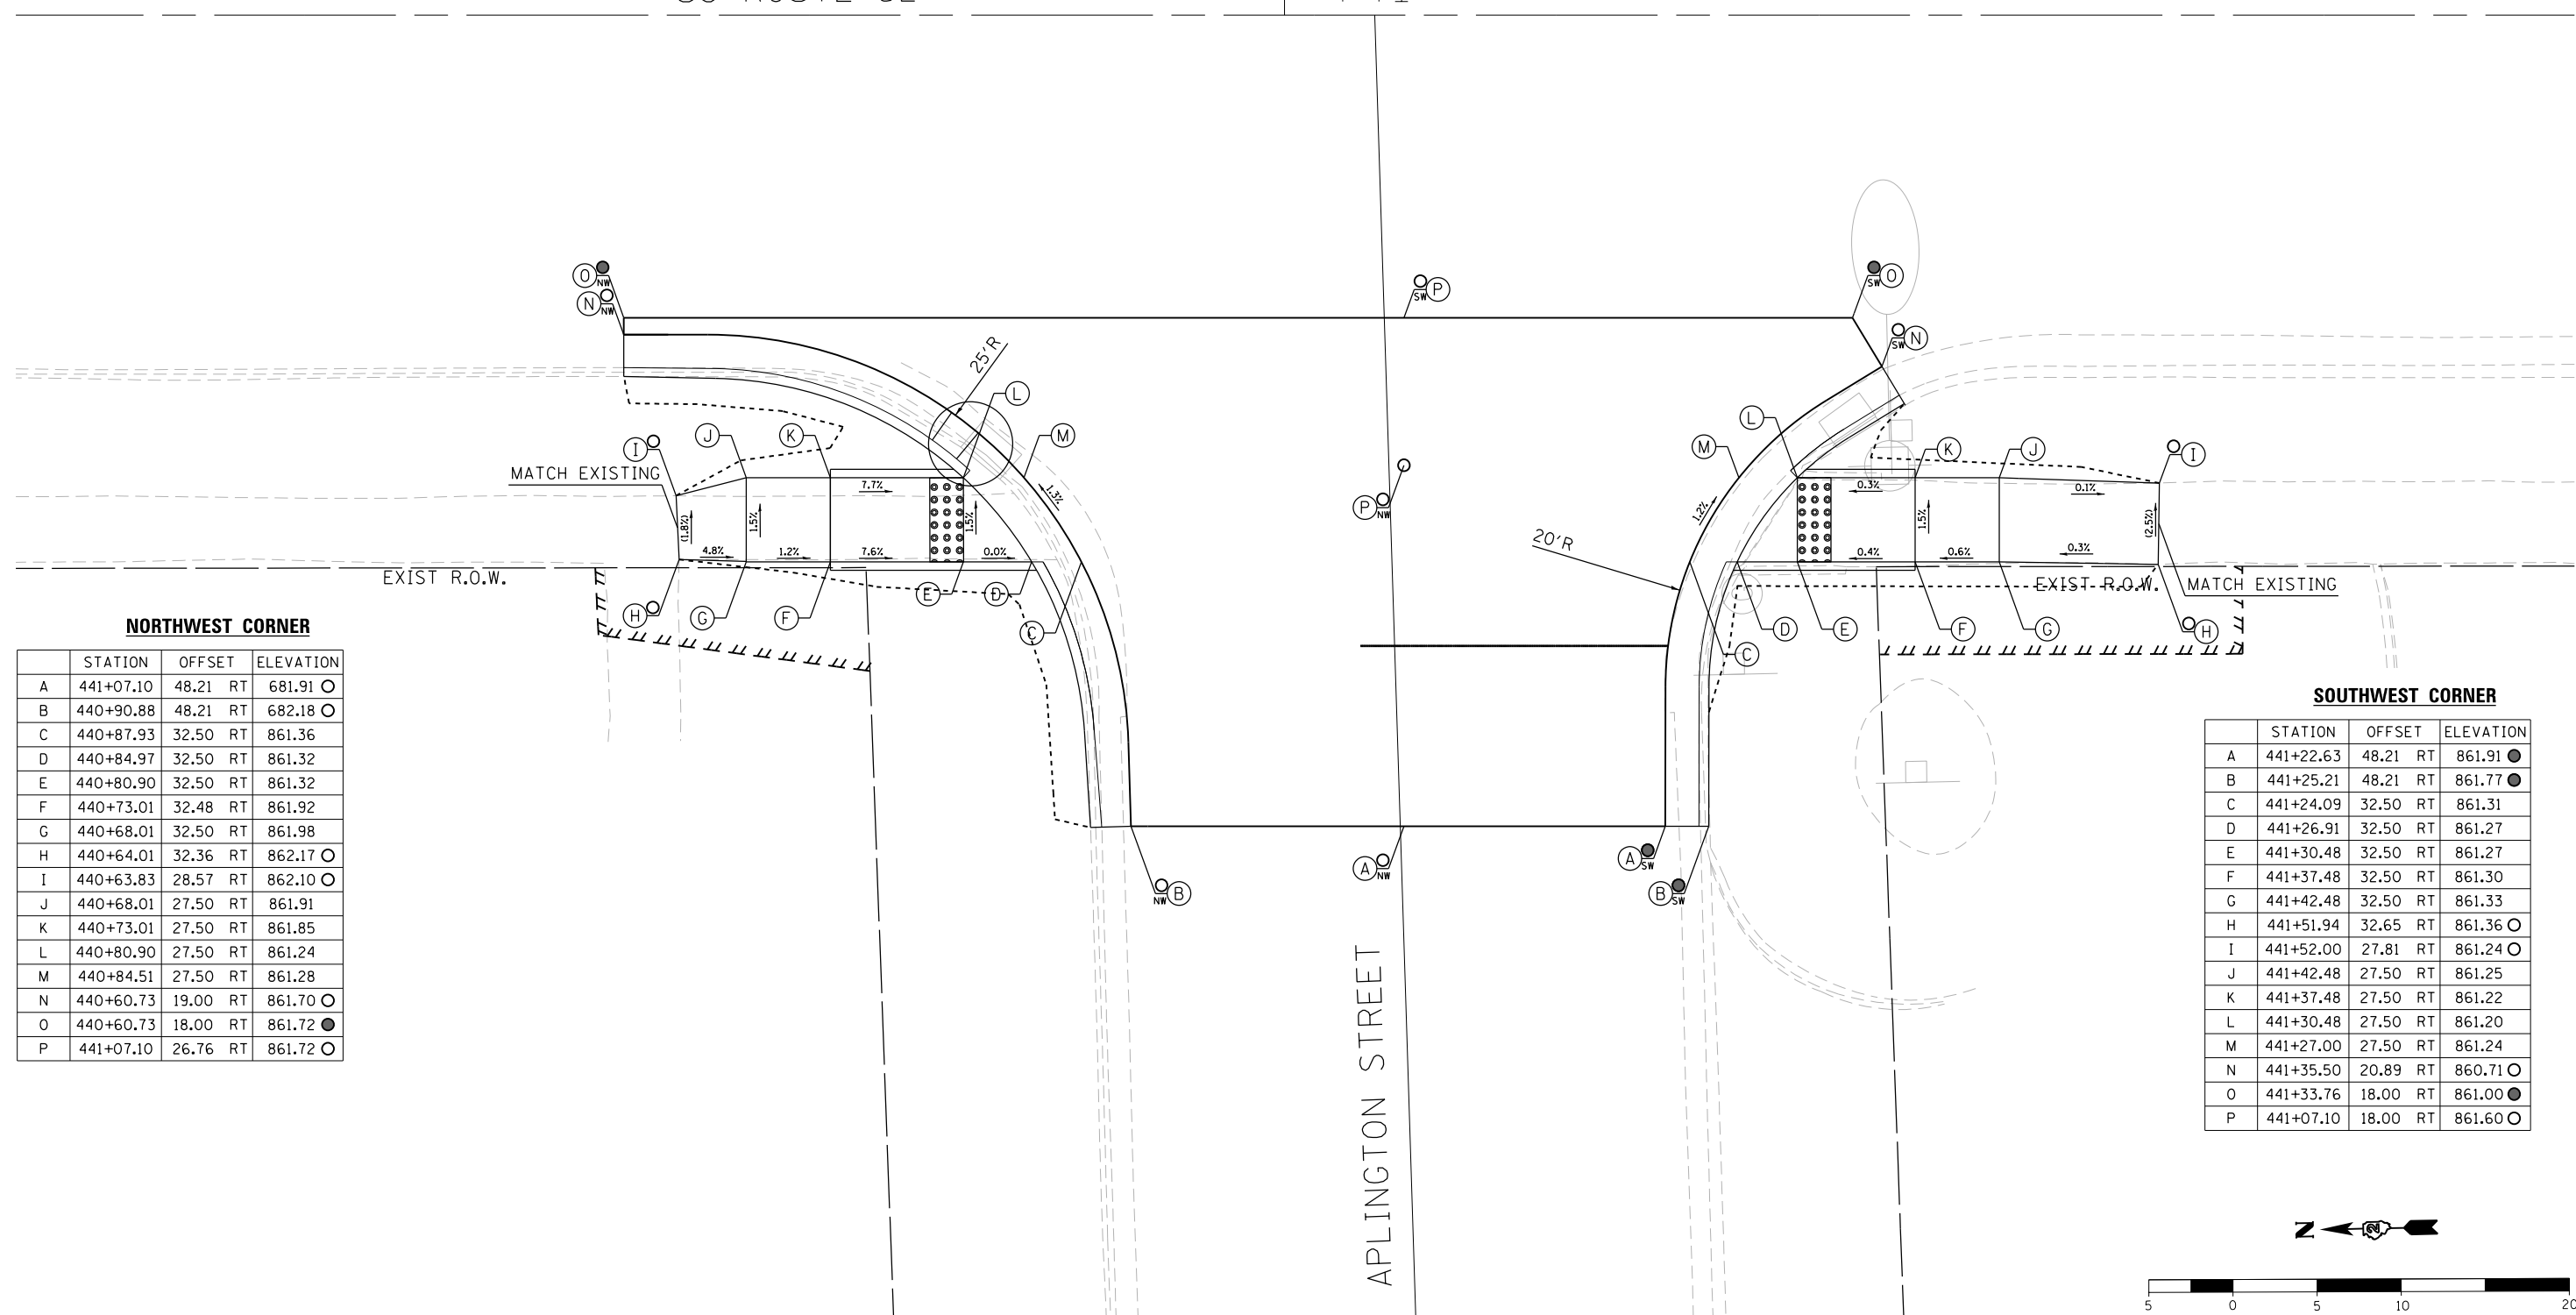 O NW
N NW
P SW
O SW
N SW
25'R
L
M
I
J
K
MATCH EXISTING
7.7%
(1.8%)
1.5%
1.5%
4.8%
1.2%
7.6%
0.0%
1.3%
EXIST R.O.W.
H
G
F
E
D
C
P NW
L
M
K
J
I
1.2%
0.3%
0.1%
1.5%
(2.5%)
0.4%
0.6%
0.3%
20'R
EXIST R.O.W.
MATCH EXISTING
C
D
E
F
G
H
B NW
A NW
A SW
B SW
APLINGTON STREET
NORTHWEST CORNER
STATION OFFSET ELEVATION
A 441+07.10 48.21 RT 681.91
B 440+90.88 48.21 RT 682.18
C 440+87.93 32.50 RT 861.36
D 440+84.97 32.50 RT 861.32
E 440+80.90 32.50 RT 861.32
F 440+73.01 32.48 RT 861.92
G 440+68.01 32.50 RT 861.98
H 440+64.01 32.36 RT 862.17
I 440+63.83 28.57 RT 862.10
J 440+68.01 27.50 RT 861.91
K 440+73.01 27.50 RT 861.85
L 440+80.90 27.50 RT 861.24
M 440+84.51 27.50 RT 861.28
N 440+60.73 19.00 RT 861.70
O 440+60.73 18.00 RT 861.72
P 441+07.10 26.76 RT 861.72
SOUTHWEST CORNER
STATION OFFSET ELEVATION
A 441+22.63 48.21 RT 861.91
B 441+25.21 48.21 RT 861.77
C 441+24.09 32.50 RT 861.31
D 441+26.91 32.50 RT 861.27
E 441+30.48 32.50 RT 861.27
F 441+37.48 32.50 RT 861.30
G 441+42.48 32.50 RT 861.33
H 441+51.94 32.65 RT 861.36
I 441+52.00 27.81 RT 861.24
J 441+42.48 27.50 RT 861.25
K 441+37.48 27.50 RT 861.22
L 441+30.48 27.50 RT 861.20
M 441+27.00 27.50 RT 861.24
N 441+35.50 20.89 RT 860.71
O 441+33.76 18.00 RT 861.00
P 441+07.10 18.00 RT 861.60
N
5 0 5 10 20